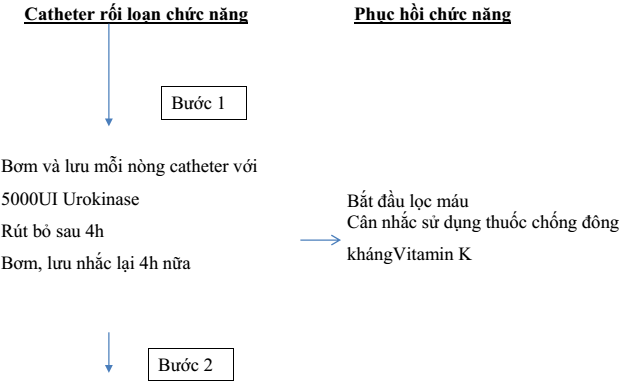 Catheter rối loạn chức năng
Phục hồi chức năng
Bước 1
Bơm và lưu mỗi nòng catheter với
5000UI Urokinase
Rút bỏ sau 4h
Bơm, lưu nhắc lại 4h nữa
Bắt đầu lọc máu
Cân nhắc sử dụng thuốc chống đông
khángVitamin K
Bước 2